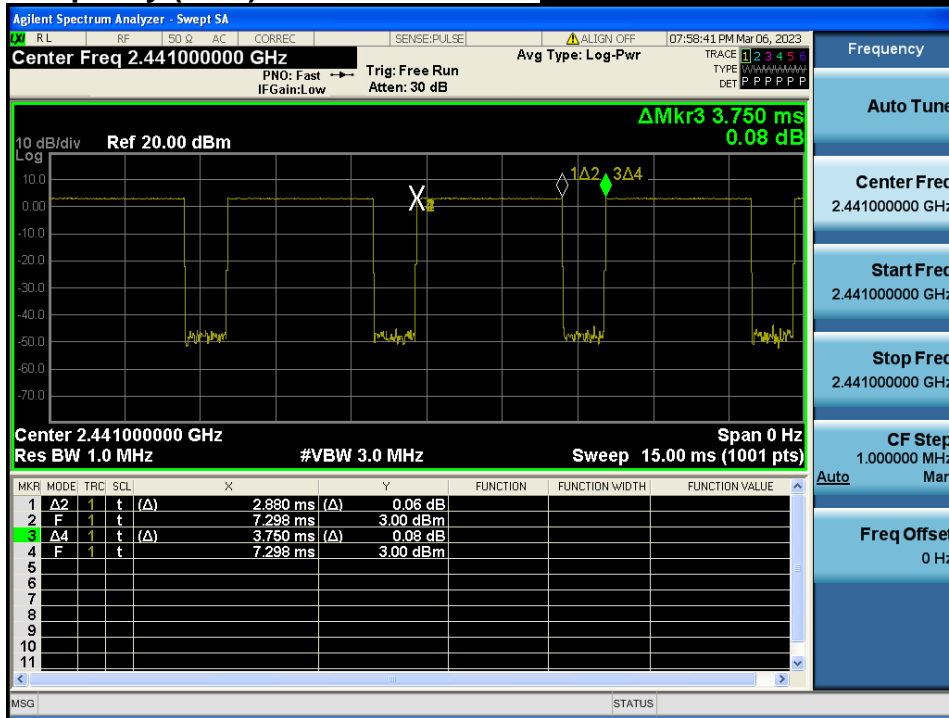 Agilent Spectrum Analyzer - Swept SA
LXI RL RF 50 Ω AC CORREC SENSE:PULSE ALIGN OFF 07:58:41 PM Mar 06, 2023
Center Freq 2.441000000 GHz Avg Type: Log-Pwr TRACE 1 2 3 4 5 6
PNO: Fast Trig: Free Run TYPE WWWWWW
IFGain:Low Atten: 30 dB DET P P P P P P
ΔMkr3 3.750 ms
0.08 dB
10 dB/div Ref 20.00 dBm
Log
10.0
0.00
-10.0
-20.0
-30.0
-40.0
-50.0
-60.0
-70.0
X
1Δ2 3Δ4
Center 2.441000000 GHz Span 0 Hz
Res BW 1.0 MHz #VBW 3.0 MHz Sweep 15.00 ms (1001 pts)
MKR MODE TRC SCL X Y FUNCTION FUNCTION WIDTH FUNCTION VALUE
1 Δ2 1 t (Δ) 2.880 ms (Δ) 0.06 dB
2 F 1 t 7.298 ms 3.00 dBm
3 Δ4 1 t (Δ) 3.750 ms (Δ) 0.08 dB
4 F 1 t 7.298 ms 3.00 dBm
5
6
7
8
9
10
11
MSG STATUS
Frequency
Auto Tune
Center Freq
2.441000000 GHz
Start Freq
2.441000000 GHz
Stop Freq
2.441000000 GHz
CF Step
1.000000 MHz
Auto Man
Freq Offset
0 Hz